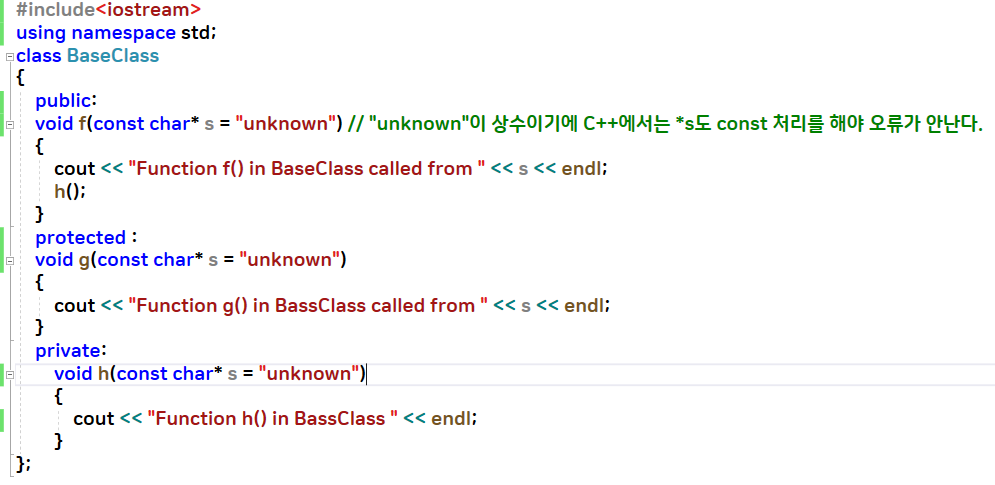 #include<iostream>
using namespace std;
class BaseClass
{
public:
void f(const char* s = "unknown") // "unknown"이 상수이기에 C++에서는 *s도 const 처리를 해야 오류가 안난다.
{
cout << "Function f() in BaseClass called from " << s << endl;
h();
}
protected :
void g(const char* s = "unknown")
{
cout << "Function g() in BassClass called from " << s << endl;
}
private:
void h(const char* s = "unknown")
{
cout << "Function h() in BassClass " << endl;
}
};